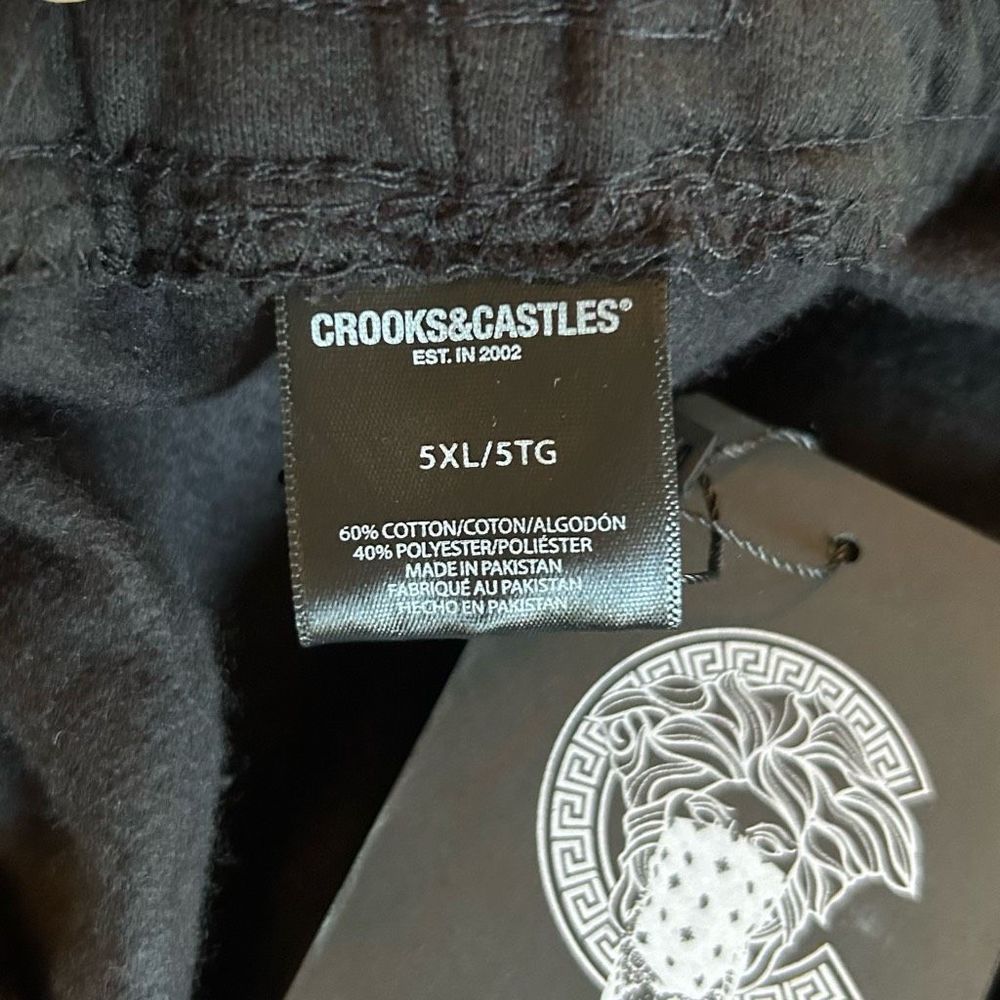 CROOKS&CASTLES®
EST. IN 2002
5XL/5TG
60% COTTON/COTON/ALGODÓN
40% POLYESTER/POLIÉSTER
MADE IN PAKISTAN
FABRIQUÉ AU PAKISTAN
HECHO EN PAKISTAN